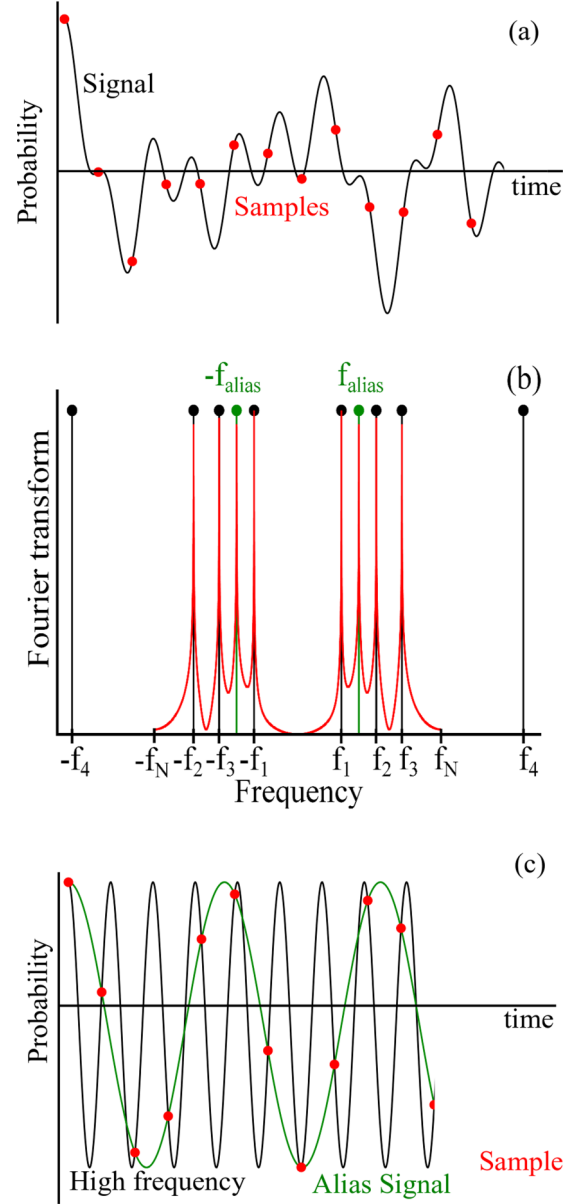 (a)
Signal
Probability
time
Samples
-f_alias f_alias (b)
Fourier transform
-f_4 -f_N -f_2 -f_3 -f_1 f_1 f_2 f_3 f_N f_4
Frequency
(c)
Probability
time
High frequency Alias Signal Sample